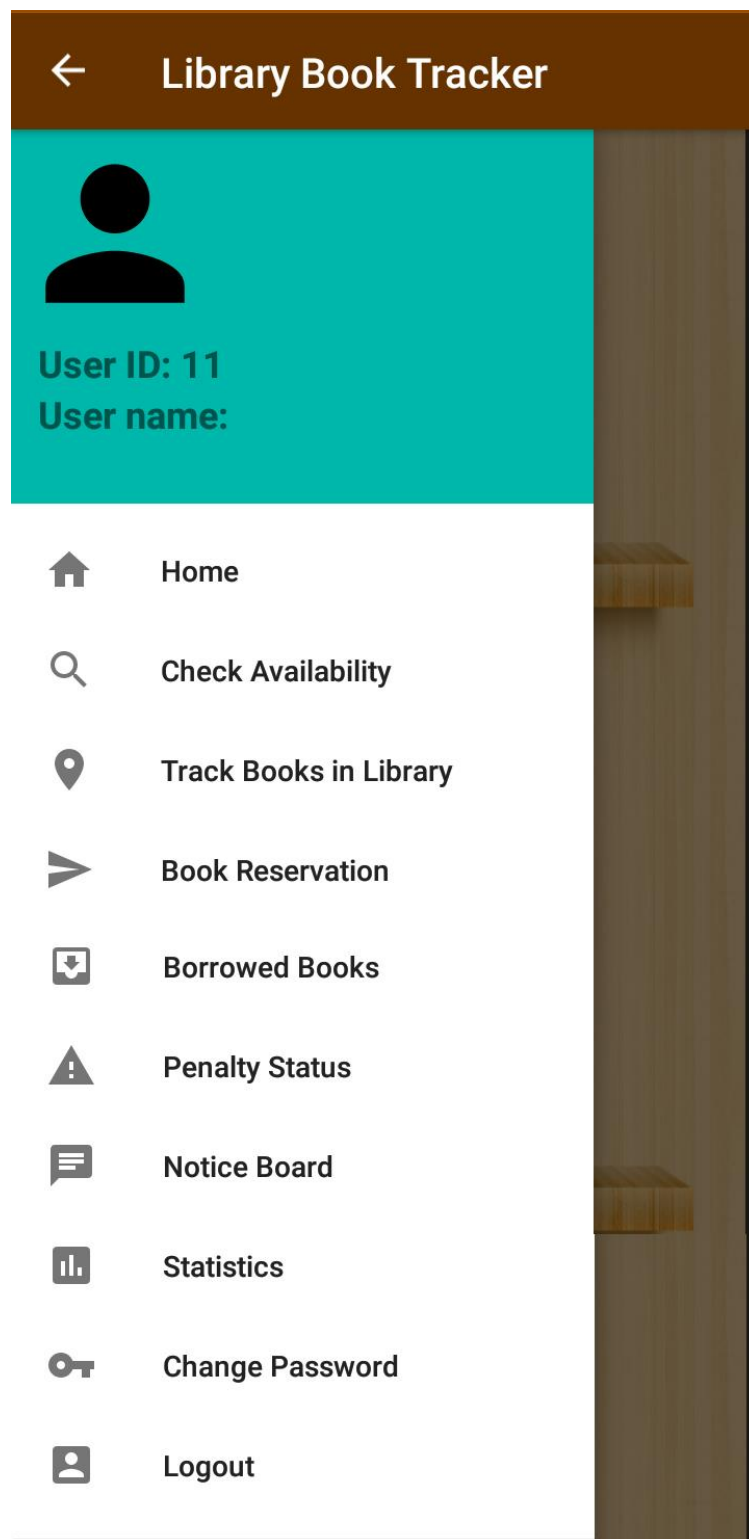 Library Book Tracker
User ID: 11
User name:
Home
Check Availability
Track Books in Library
Book Reservation
Borrowed Books
Penalty Status
Notice Board
Statistics
Change Password
Logout